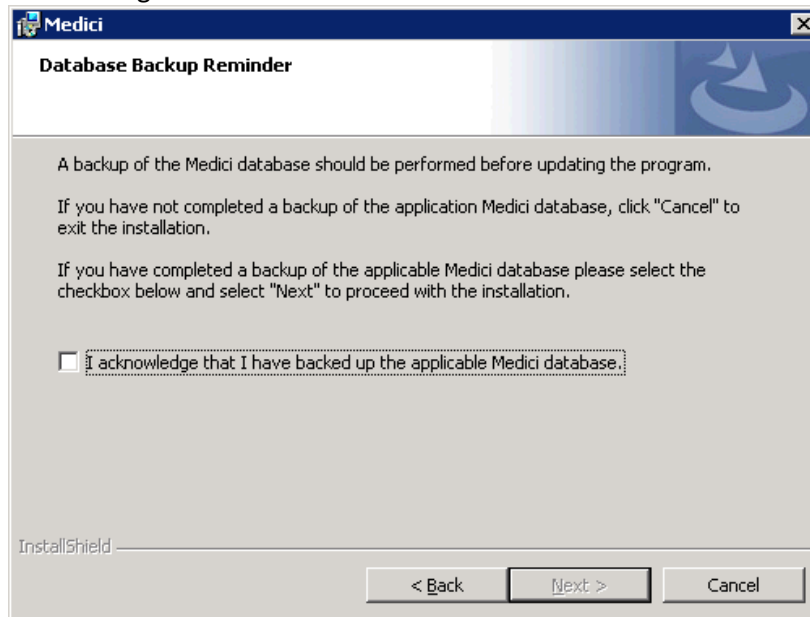 Medici
Database Backup Reminder
A backup of the Medici database should be performed before updating the program.
If you have not completed a backup of the application Medici database, click "Cancel" to
exit the installation.
If you have completed a backup of the applicable Medici database please select the
checkbox below and select "Next" to proceed with the installation.
I acknowledge that I have backed up the applicable Medici database.
InstallShield
< Back
Next >
Cancel